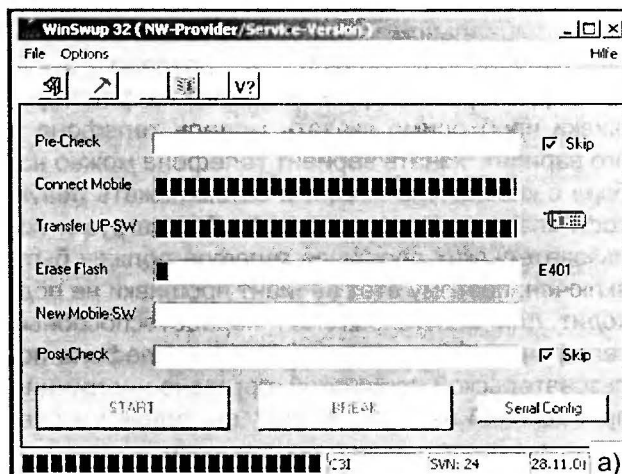 WinSwup 32 ( NW-Provider/Service-Version )
File Options Hilfe
V?
Pre-Check Skip
Connect Mobile
Transfer UP-SW
Erase Flash E401
New Mobile-SW
Post-Check Skip
START BREAK Serial Config
C3I SVN: 24 28.11.0 а)